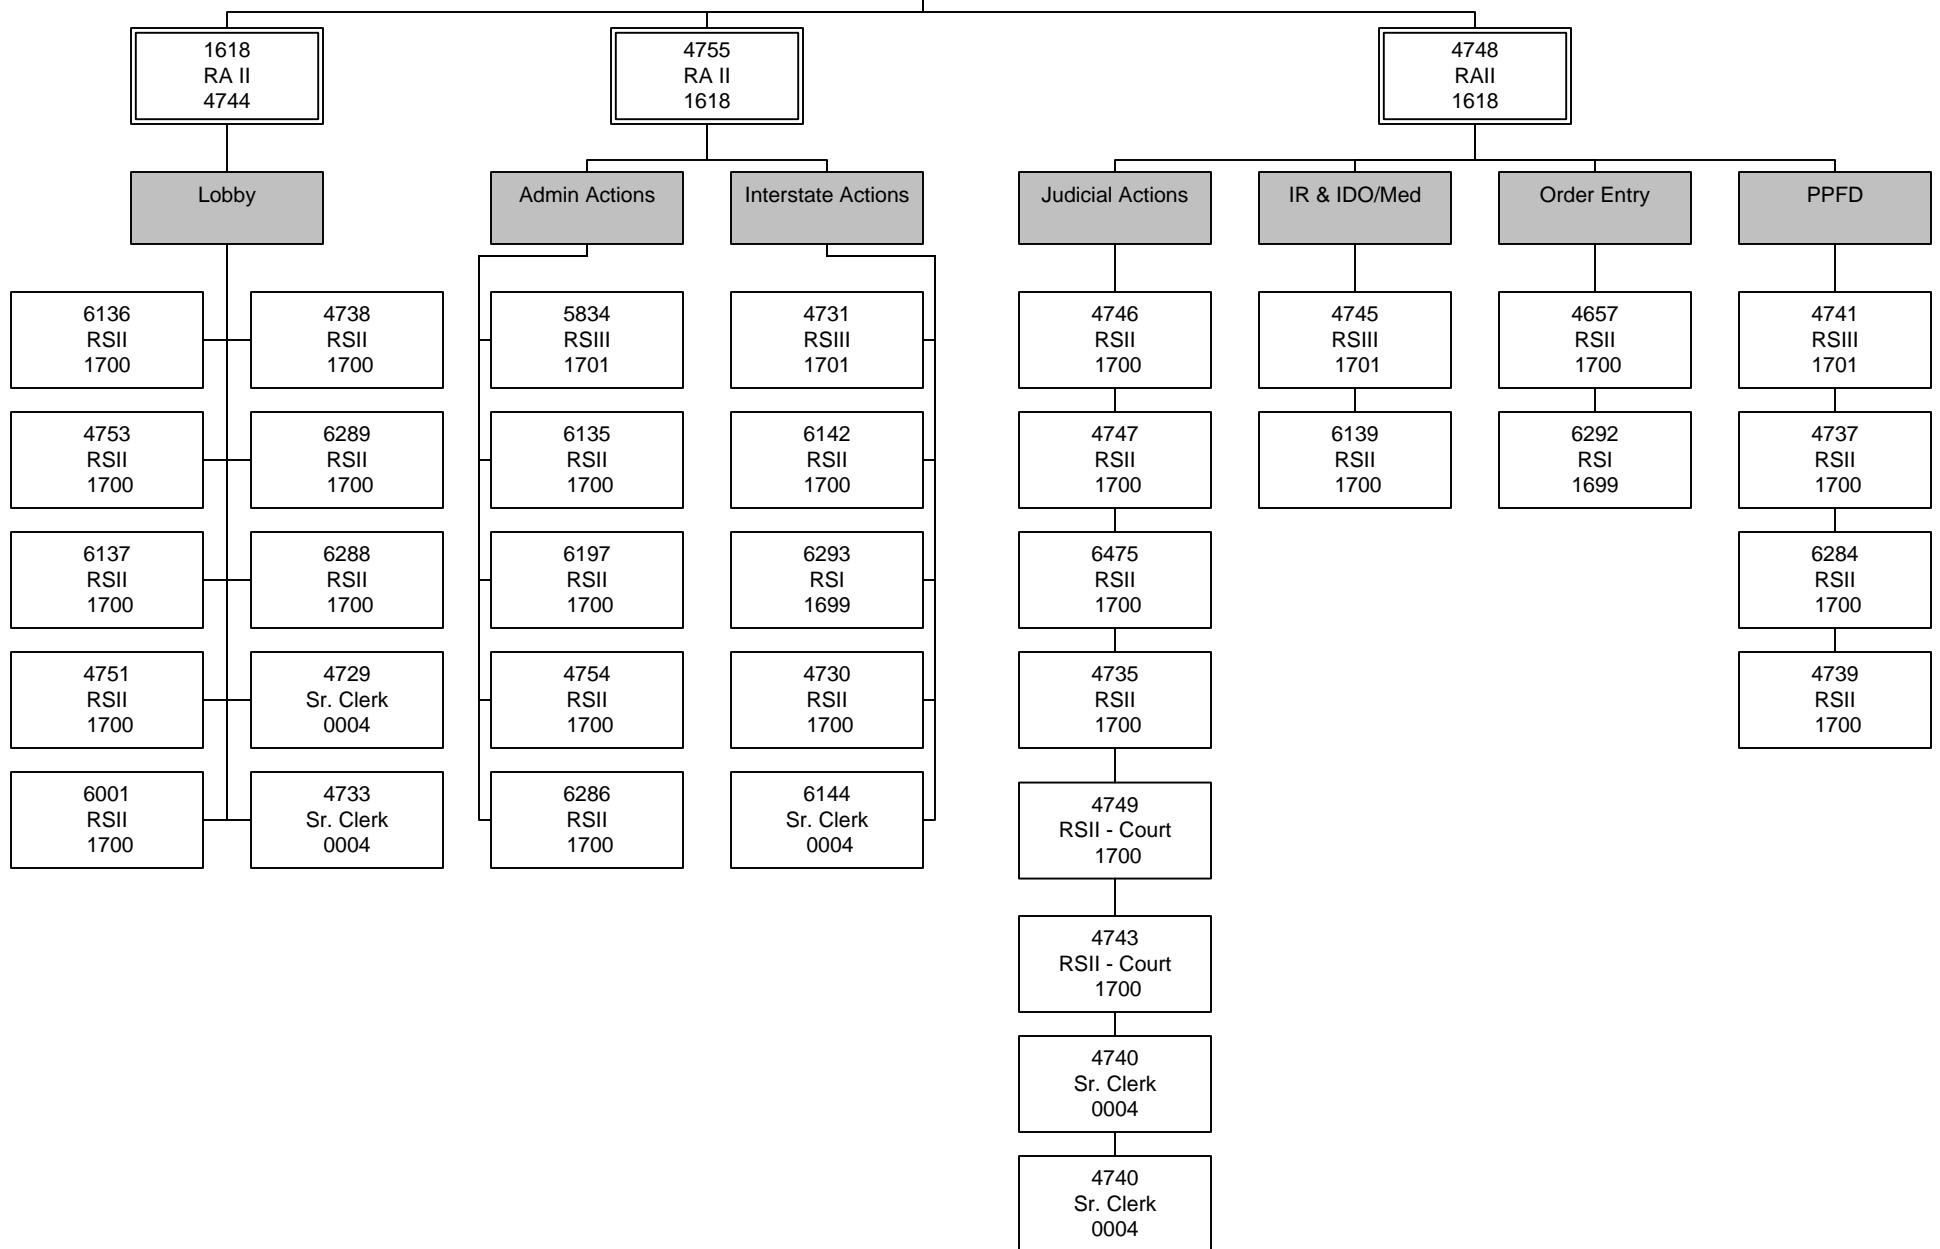 1618
RA II
4744
4755
RA II
1618
4748
RAII
1618
Lobby
Admin Actions
Interstate Actions
Judicial Actions
IR & IDO/Med
Order Entry
PPFD
6136
RSII
1700
4738
RSII
1700
5834
RSIII
1701
4731
RSIII
1701
4746
RSII
1700
4745
RSIII
1701
4657
RSII
1700
4741
RSIII
1701
4753
RSII
1700
6289
RSII
1700
6135
RSII
1700
6142
RSII
1700
4747
RSII
1700
6139
RSII
1700
6292
RSI
1699
4737
RSII
1700
6137
RSII
1700
6288
RSII
1700
6197
RSII
1700
6293
RSI
1699
6475
RSII
1700
6284
RSII
1700
4751
RSII
1700
4729
Sr. Clerk
0004
4754
RSII
1700
4730
RSII
1700
4735
RSII
1700
4739
RSII
1700
6001
RSII
1700
4733
Sr. Clerk
0004
6286
RSII
1700
6144
Sr. Clerk
0004
4749
RSII - Court
1700
4743
RSII - Court
1700
4740
Sr. Clerk
0004
4740
Sr. Clerk
0004